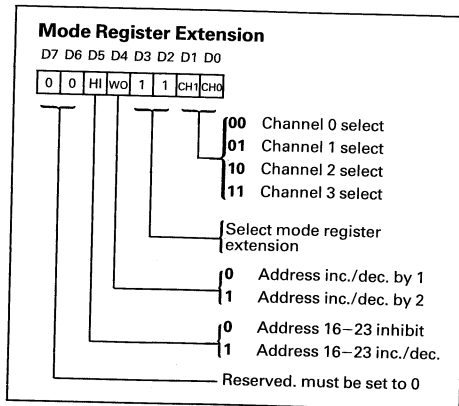 Mode Register Extension
D7 D6 D5 D4 D3 D2 D1 D0
0 0 HI WO 1 1 CH1 CH0
00 Channel 0 select
01 Channel 1 select
10 Channel 2 select
11 Channel 3 select
Select mode register
extension
0 Address inc./dec. by 1
1 Address inc./dec. by 2
0 Address 16–23 inhibit
1 Address 16–23 inc./dec.
Reserved. must be set to 0